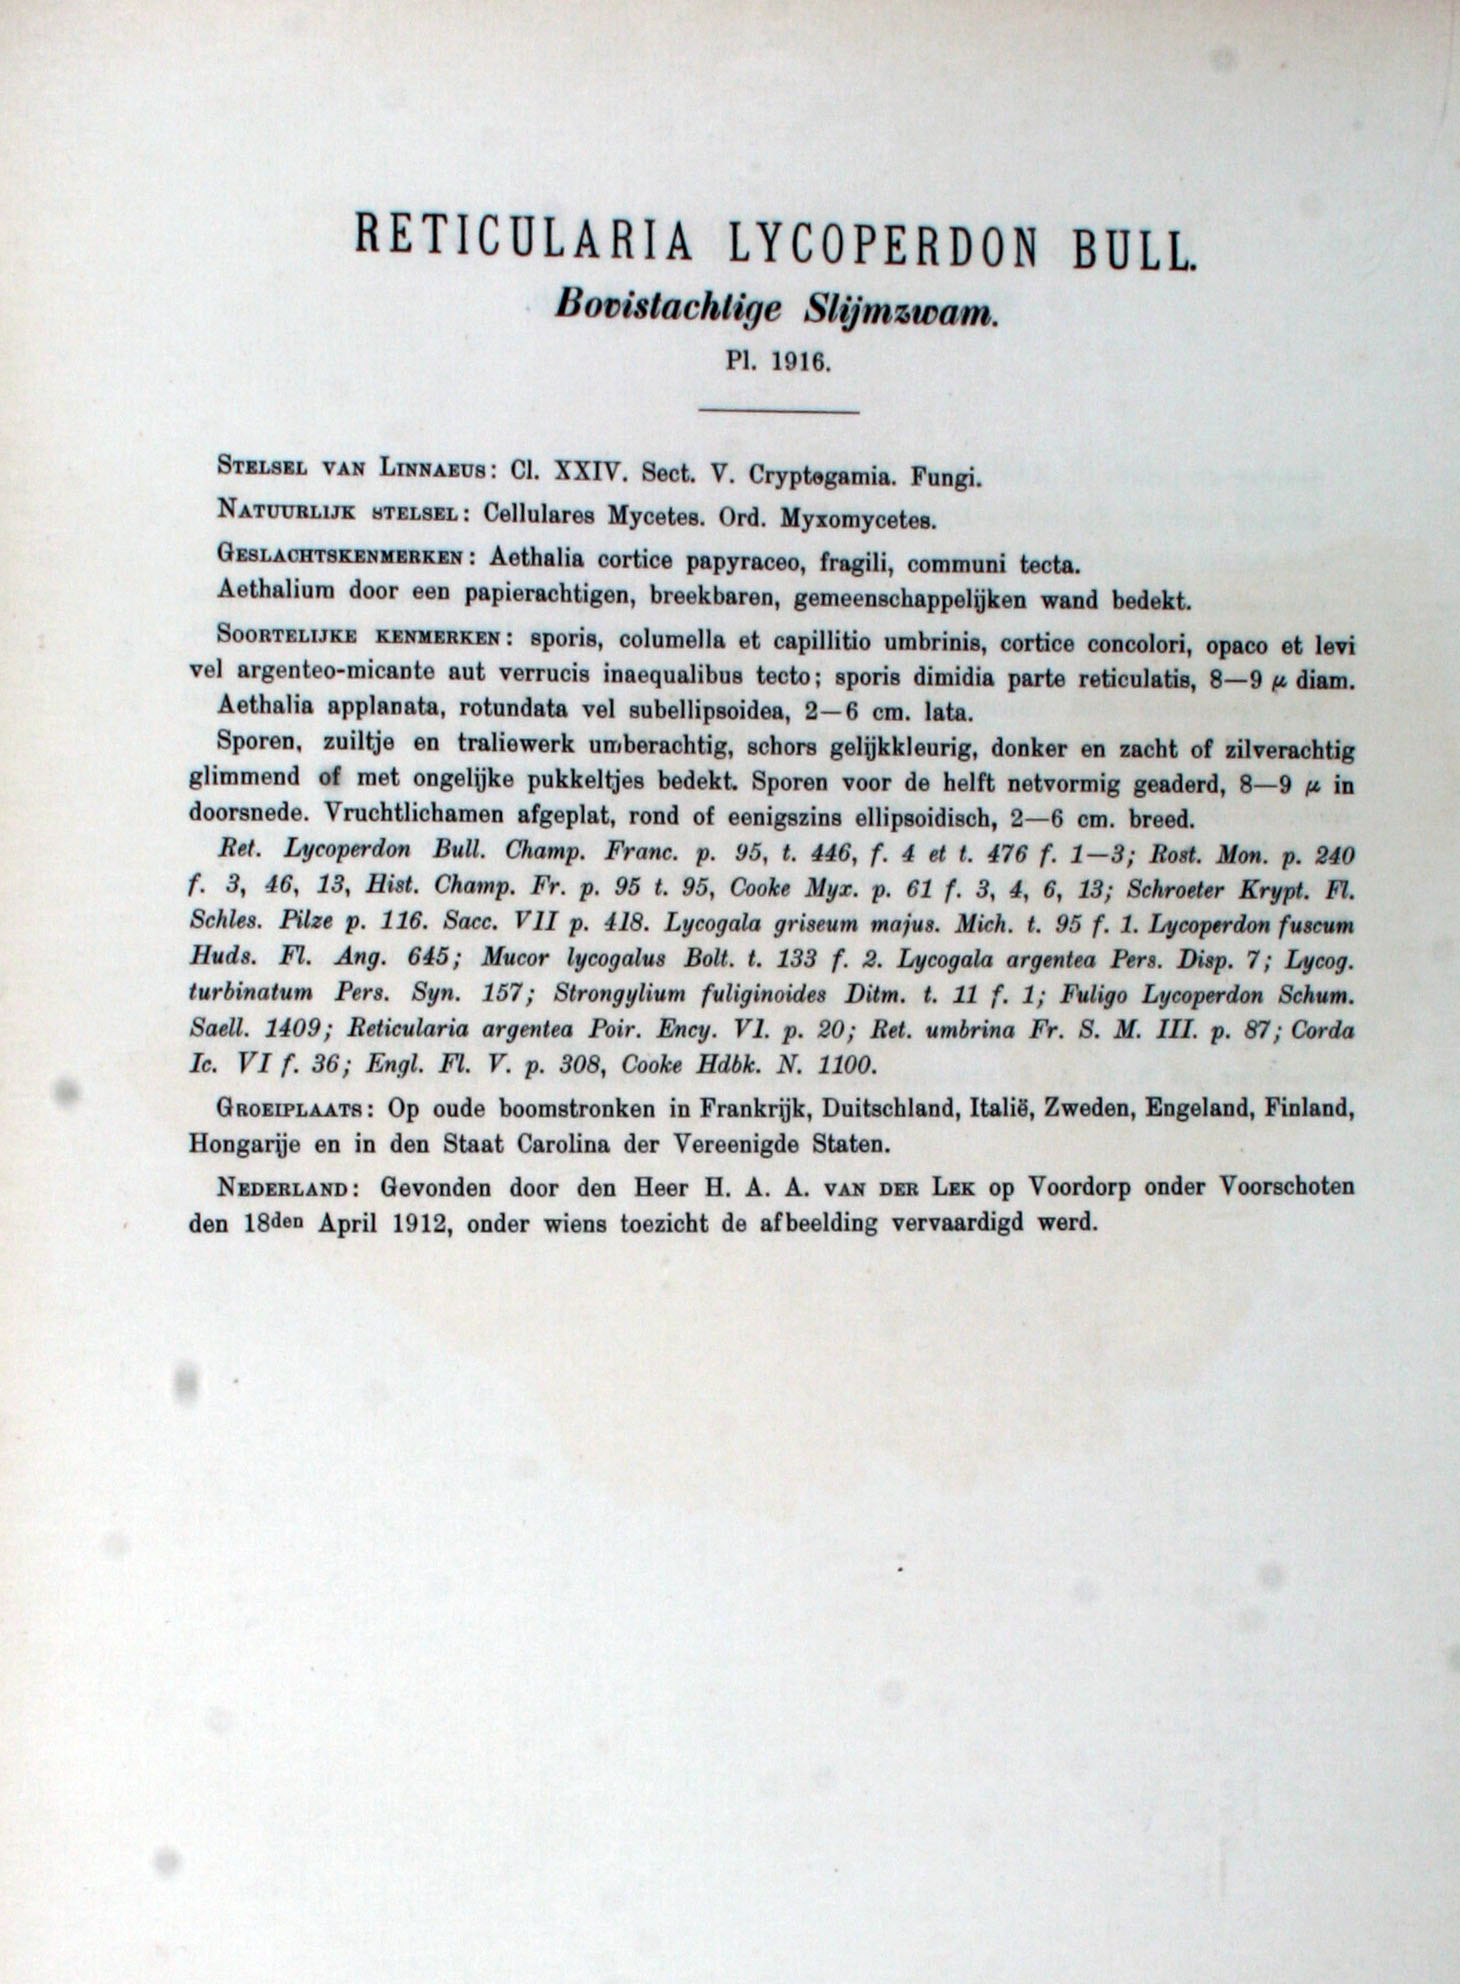 RETICULARIA LYCOPERDON BULL.
Bovistachtige Slijmzwam.
Pl. 1916.
STELSEL VAN LINNAEUS: Cl. XXIV. Sect. V. Cryptogamia. Fungi.
NATUURLIJK STELSEL: Cellulares Mycetes. Ord. Myxomycetes.
GESLACHTSKENMERKEN: Aethalia cortice papyraceo, fragili, communi tecta.
Aethalium door een papierachtigen, breekbaren, gemeenschappelijken wand bedekt.
SOORTELIJKE KENMERKEN: sporis, columella et capillitio umbrinis, cortice concolori, opaco et levi
vel argenteo-micante aut verrucis inaequalibus tecto; sporis dimidia parte reticulatis, 8—9 µ diam.
Aethalia applanata, rotundata vel subellipsoidea, 2—6 cm. lata.
Sporen, zuiltje en traliewerk umberachtig, schors gelijkkleurig, donker en zacht of zilverachtig
glimmend of met ongelijke pukkeltjes bedekt. Sporen voor de helft netvormig geaderd, 8—9 µ in
doorsnede. Vruchtlichamen afgeplat, rond of eenigszins ellipsoidisch, 2—6 cm. breed.
Ret. Lycoperdon Bull. Champ. Franc. p. 95, t. 446, f. 4 et t. 476 f. 1—3; Rost. Mon. p. 240
f. 3, 46, 13, Hist. Champ. Fr. p. 95 t. 95, Cooke Myx. p. 61 f. 3, 4, 6, 13; Schroeter Krypt. Fl.
Schles. Pilze p. 116. Sacc. VII p. 418. Lycogala griseum majus. Mich. t. 95 f. 1. Lycoperdon fuscum
Huds. Fl. Ang. 645; Mucor lycogalus Bolt. t. 133 f. 2. Lycogala argentea Pers. Disp. 7; Lycog.
turbinatum Pers. Syn. 157; Strongylium fuliginoides Ditm. t. 11 f. 1; Fuligo Lycoperdon Schum.
Saell. 1409; Reticularia argentea Poir. Ency. VI. p. 20; Ret. umbrina Fr. S. M. III. p. 87; Corda
Ic. VI f. 36; Engl. Fl. V. p. 308, Cooke Hdbk. N. 1100.
GROEIPLAATS: Op oude boomstronken in Frankrijk, Duitschland, Italië, Zweden, Engeland, Finland,
Hongarije en in den Staat Carolina der Vereenigde Staten.
NEDERLAND: Gevonden door den Heer H. A. A. VAN DER LEK op Voordorp onder Voorschoten
den 18den April 1912, onder wiens toezicht de afbeelding vervaardigd werd.